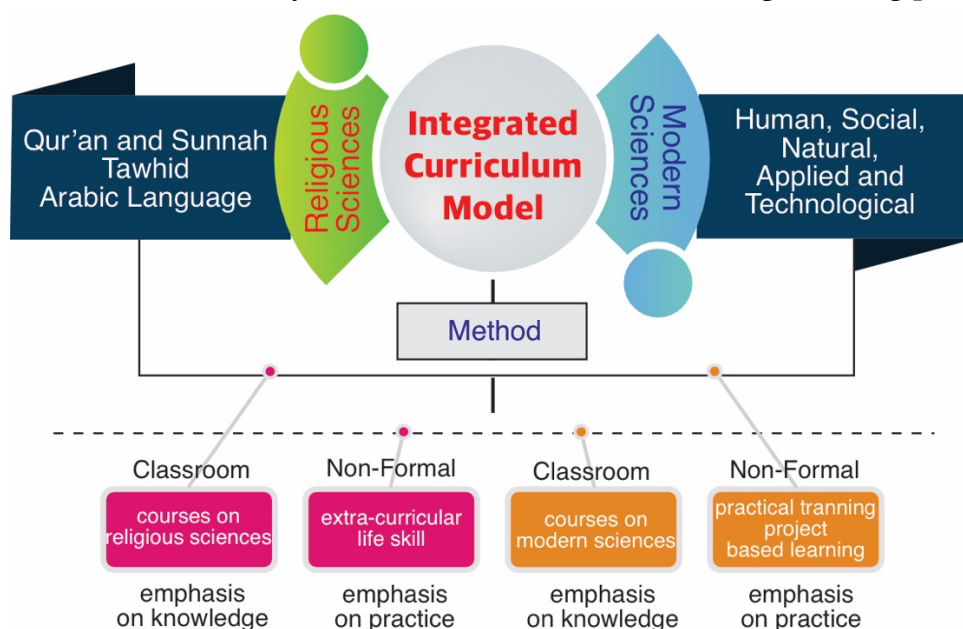 Qur'an and Sunnah
Tawhid
Arabic Language
Religious
Sciences
Integrated
Curriculum
Model
Modern
Sciences
Human, Social,
Natural,
Applied and
Technological
Method
Classroom
courses on
religious sciences
emphasis
on knowledge
Non-Formal
extra-curricular
life skill
emphasis
on practice
Classroom
courses on
modern sciences
emphasis
on knowledge
Non-Formal
practical tranning
project
based learning
emphasis
on practice